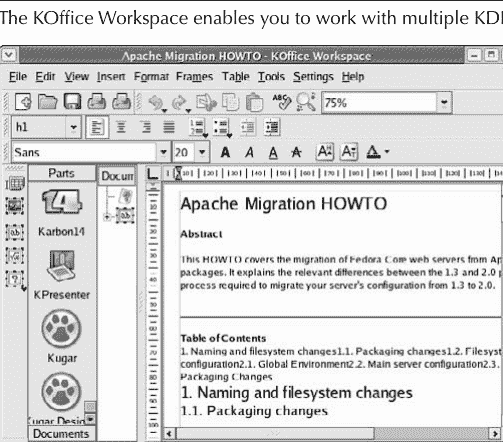 The KOffice Workspace enables you to work with multiple KD
Apache Migration HOWTO - KOffice Workspace
File Edit View Insert Format Frames Table Tools Settings Help
ABC
75%
h1
Sans
20
A A A A
Parts
Docum
Karbon14
KPresenter
Kugar
Kugar Desig
Documents
Apache Migration HOWTO
Abstract
This HOWTO covers the migration of Fedora Core web servers from Ap
packages. It explains the relevant differences between the 1.3 and 2.0 p
process required to migrate your server's configuration from 1.3 to 2.0.
Table of Contents
1. Naming and filesystem changes1.1. Packaging changes1.2. Filesyst
configuration2.1. Global Environment2.2. Main server configuration2.3.
Packaging Changes
1. Naming and filesystem changes
1.1. Packaging changes